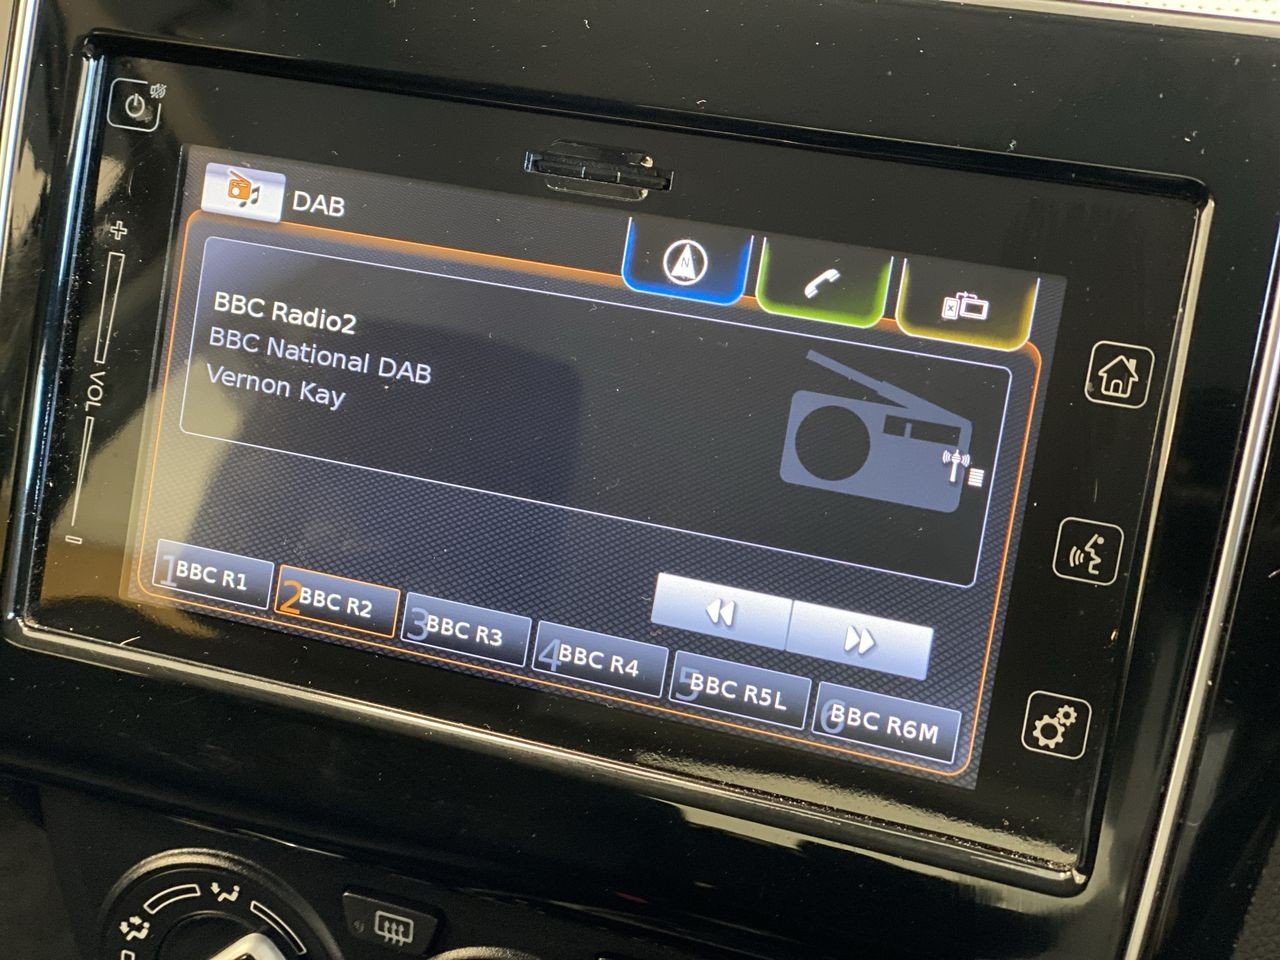 DAB
N
BBC Radio2
BBC National DAB
Vernon Kay
VOL
1 BBC R1
2 BBC R2
3 BBC R3
4 BBC R4
5 BBC R5L
6 BBC R6M